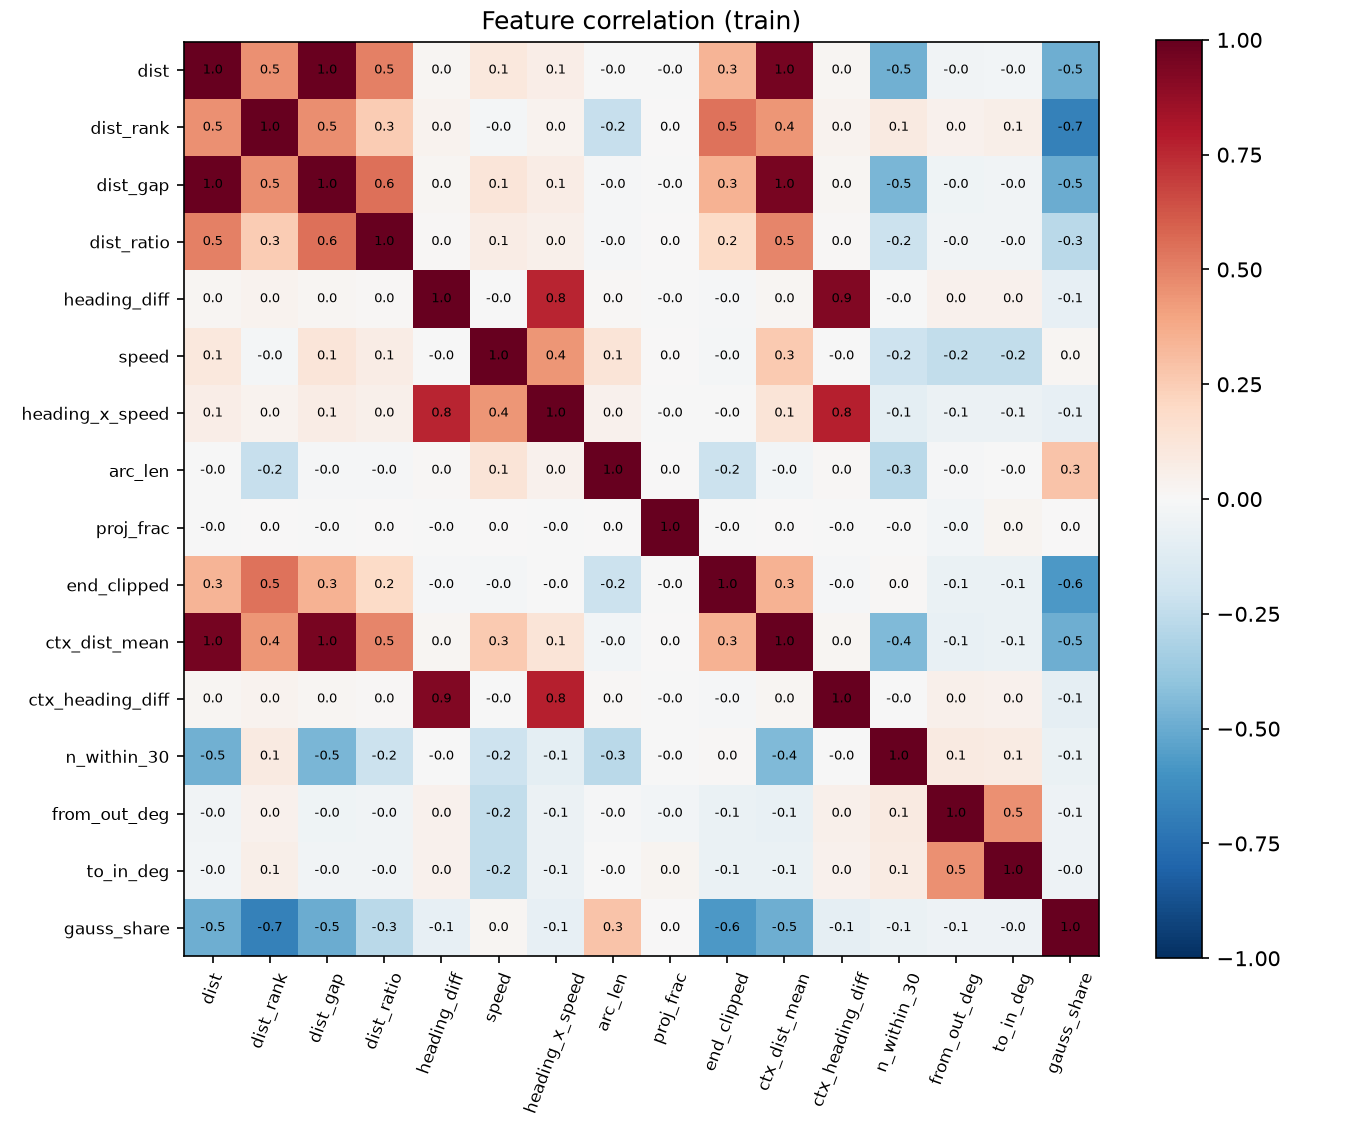 Feature correlation (train)
dist 1.0 0.5 1.0 0.5 0.0 0.1 0.1 -0.0 -0.0 0.3 1.0 0.0 -0.5 -0.0 -0.0 -0.5
dist_rank 0.5 1.0 0.5 0.3 0.0 -0.0 0.0 -0.2 0.0 0.5 0.4 0.0 0.1 0.0 0.1 -0.7
dist_gap 1.0 0.5 1.0 0.6 0.0 0.1 0.1 -0.0 -0.0 0.3 1.0 0.0 -0.5 -0.0 -0.0 -0.5
dist_ratio 0.5 0.3 0.6 1.0 0.0 0.1 0.0 -0.0 0.0 0.2 0.5 0.0 -0.2 -0.0 -0.0 -0.3
heading_diff 0.0 0.0 0.0 0.0 1.0 -0.0 0.8 0.0 -0.0 -0.0 0.0 0.9 -0.0 0.0 0.0 -0.1
speed 0.1 -0.0 0.1 0.1 -0.0 1.0 0.4 0.1 0.0 -0.0 0.3 -0.0 -0.2 -0.2 -0.2 0.0
heading_x_speed 0.1 0.0 0.1 0.0 0.8 0.4 1.0 0.0 -0.0 -0.0 0.1 0.8 -0.1 -0.1 -0.1 -0.1
arc_len -0.0 -0.2 -0.0 -0.0 0.0 0.1 0.0 1.0 0.0 -0.2 -0.0 0.0 -0.3 -0.0 -0.0 0.3
proj_frac -0.0 0.0 -0.0 0.0 -0.0 0.0 -0.0 0.0 1.0 -0.0 0.0 -0.0 -0.0 -0.0 0.0 0.0
end_clipped 0.3 0.5 0.3 0.2 -0.0 -0.0 -0.0 -0.2 -0.0 1.0 0.3 -0.0 0.0 -0.1 -0.1 -0.6
ctx_dist_mean 1.0 0.4 1.0 0.5 0.0 0.3 0.1 -0.0 0.0 0.3 1.0 0.0 -0.4 -0.1 -0.1 -0.5
ctx_heading_diff 0.0 0.0 0.0 0.0 0.9 -0.0 0.8 0.0 -0.0 -0.0 0.0 1.0 -0.0 0.0 0.0 -0.1
n_within_30 -0.5 0.1 -0.5 -0.2 -0.0 -0.2 -0.1 -0.3 -0.0 0.0 -0.4 -0.0 1.0 0.1 0.1 -0.1
from_out_deg -0.0 0.0 -0.0 -0.0 0.0 -0.2 -0.1 -0.0 -0.0 -0.1 -0.1 0.0 0.1 1.0 0.5 -0.1
to_in_deg -0.0 0.1 -0.0 -0.0 0.0 -0.2 -0.1 -0.0 0.0 -0.1 -0.1 0.0 0.1 0.5 1.0 -0.0
gauss_share -0.5 -0.7 -0.5 -0.3 -0.1 0.0 -0.1 0.3 0.0 -0.6 -0.5 -0.1 -0.1 -0.1 -0.0 1.0
dist dist_rank dist_gap dist_ratio heading_diff speed heading_x_speed arc_len proj_frac end_clipped ctx_dist_mean ctx_heading_diff n_within_30 from_out_deg to_in_deg gauss_share
1.00
0.75
0.50
0.25
0.00
−0.25
−0.50
−0.75
−1.00